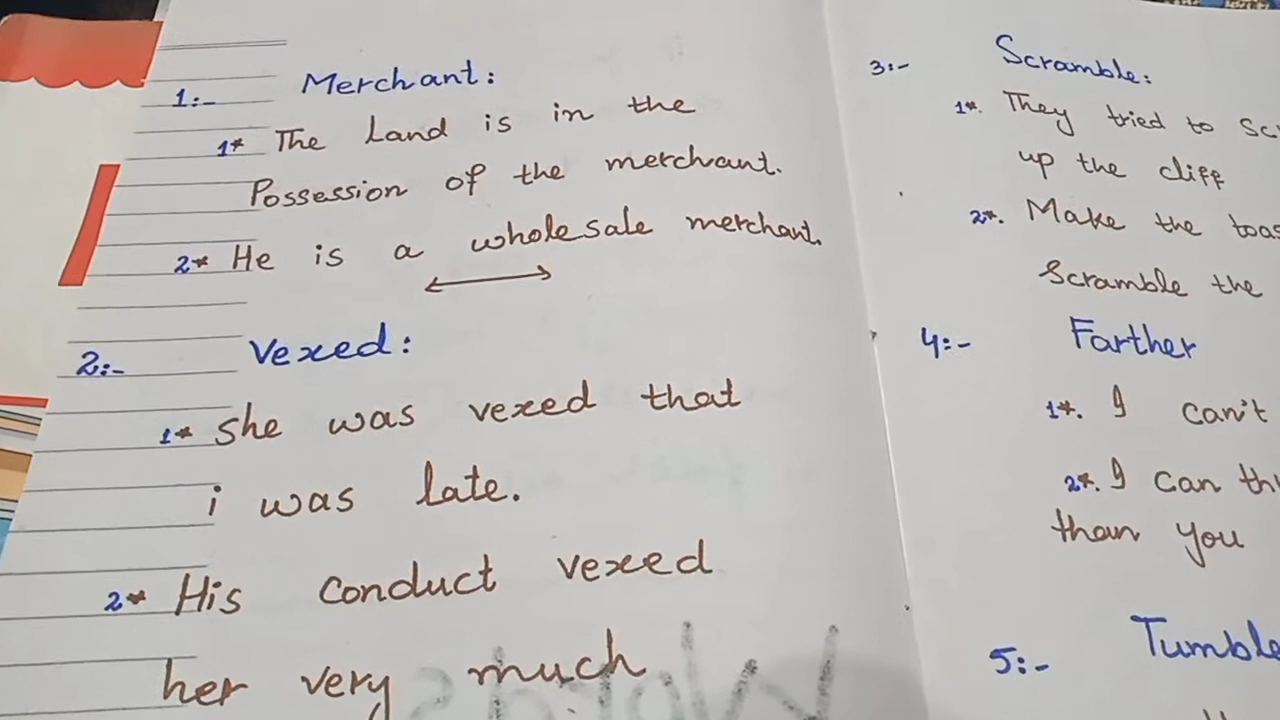 1:- Merchant:
1* The Land is in the
Possession of the merchant.
2* He is a wholesale merchant.
2:- Vexed:
1* She was vexed that
i was late.
2* His conduct vexed
her very much
3:- Scramble:
1*. They tried to
up the cliff
2*. Make the
Scramble the
4:- Farther
1*. I can't
2*. I can
than you
5:- Tumble